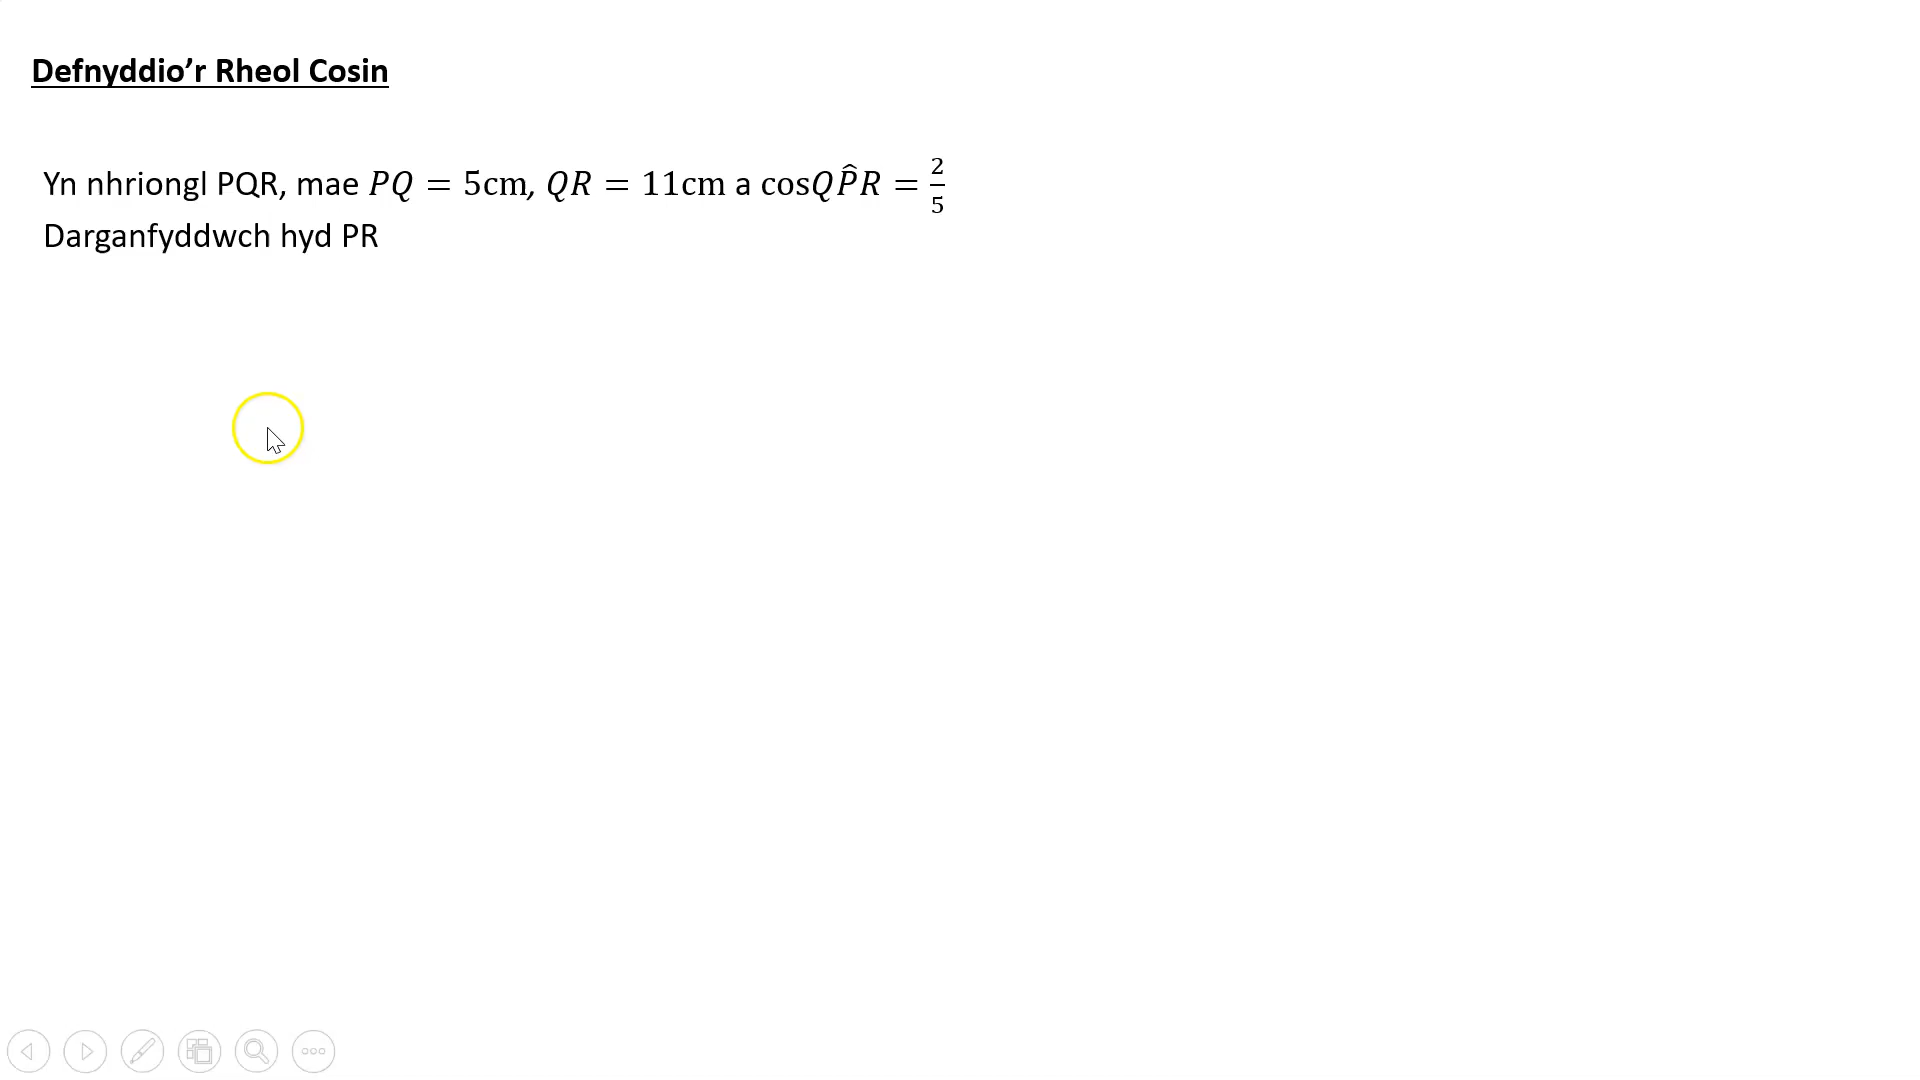 Defnyddio’r Rheol Cosin
Yn nhriongl PQR, mae PQ = 5cm, QR = 11cm a cosQP̂R = 2/5
Darganfyddwch hyd PR